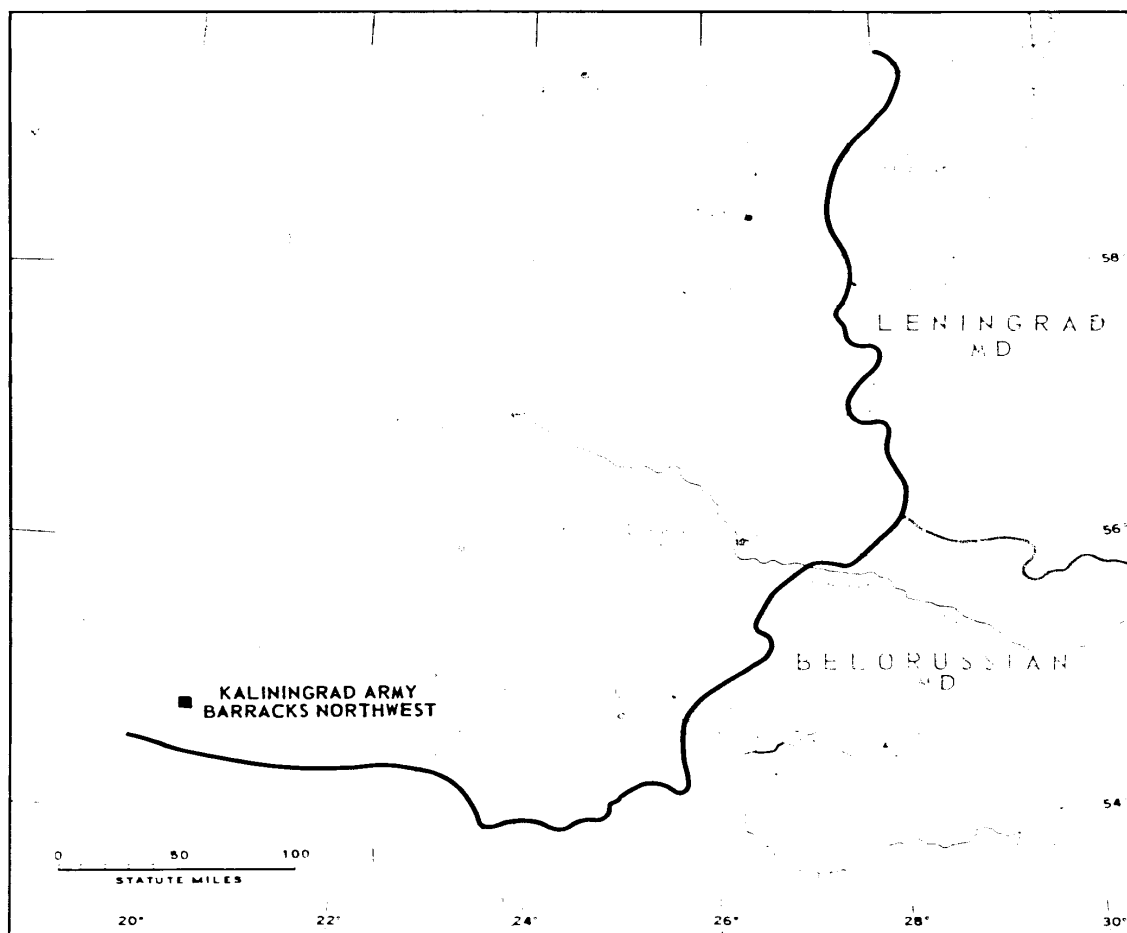 58°
LENINGRAD
MD
56°
BELORUSSIAN
MD
KALININGRAD ARMY
BARRACKS NORTHWEST
54°
0 50 100
STATUTE MILES
20° 22° 24° 26° 28° 30°